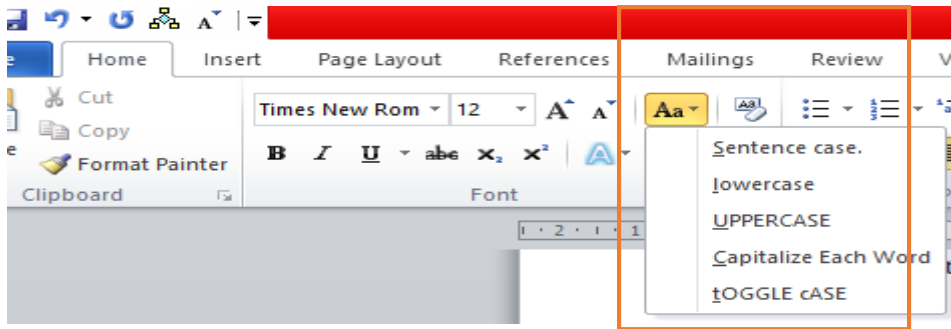 Home Insert Page Layout References Mailings Review
Cut
Times New Rom 12 A A Aa
Copy
Format Painter
B I U abc X₂ X² A
Clipboard Font
2 1 1
Sentence case.
lowercase
UPPERCASE
Capitalize Each Word
tOGGLE cASE